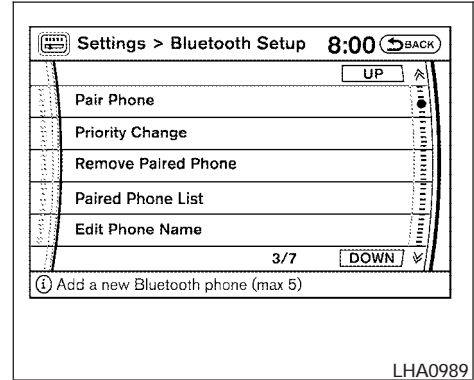 Settings > Bluetooth Setup 8:00 BACK
UP
Pair Phone
Priority Change
Remove Paired Phone
Paired Phone List
Edit Phone Name
3/7 DOWN
i Add a new Bluetooth phone (max 5)
LHA0989